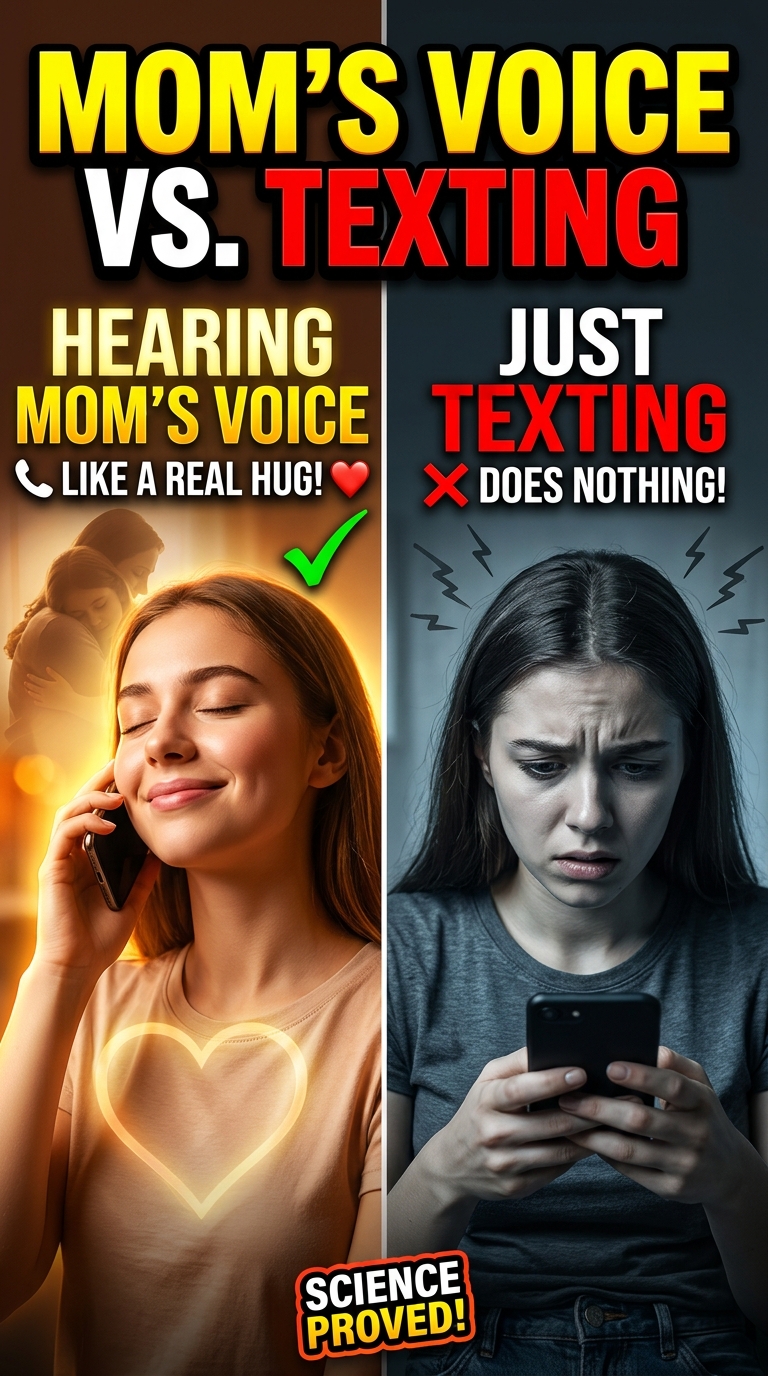 MOM'S VOICE
VS. TEXTING
HEARING
MOM'S VOICE
📞 LIKE A REAL HUG! ❤️
JUST
TEXTING
❌ DOES NOTHING!
SCIENCE
PROVED!